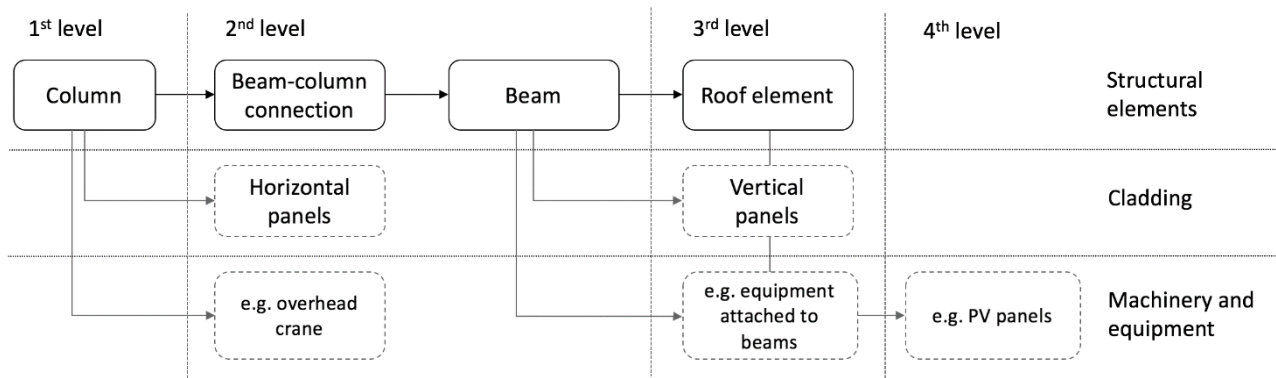 1st level
2nd level
3rd level
4th level
Column
Beam-column
connection
Beam
Roof element
Structural
elements
Horizontal
panels
Vertical
panels
Cladding
e.g. overhead
crane
e.g. equipment
attached to
beams
e.g. PV panels
Machinery and
equipment